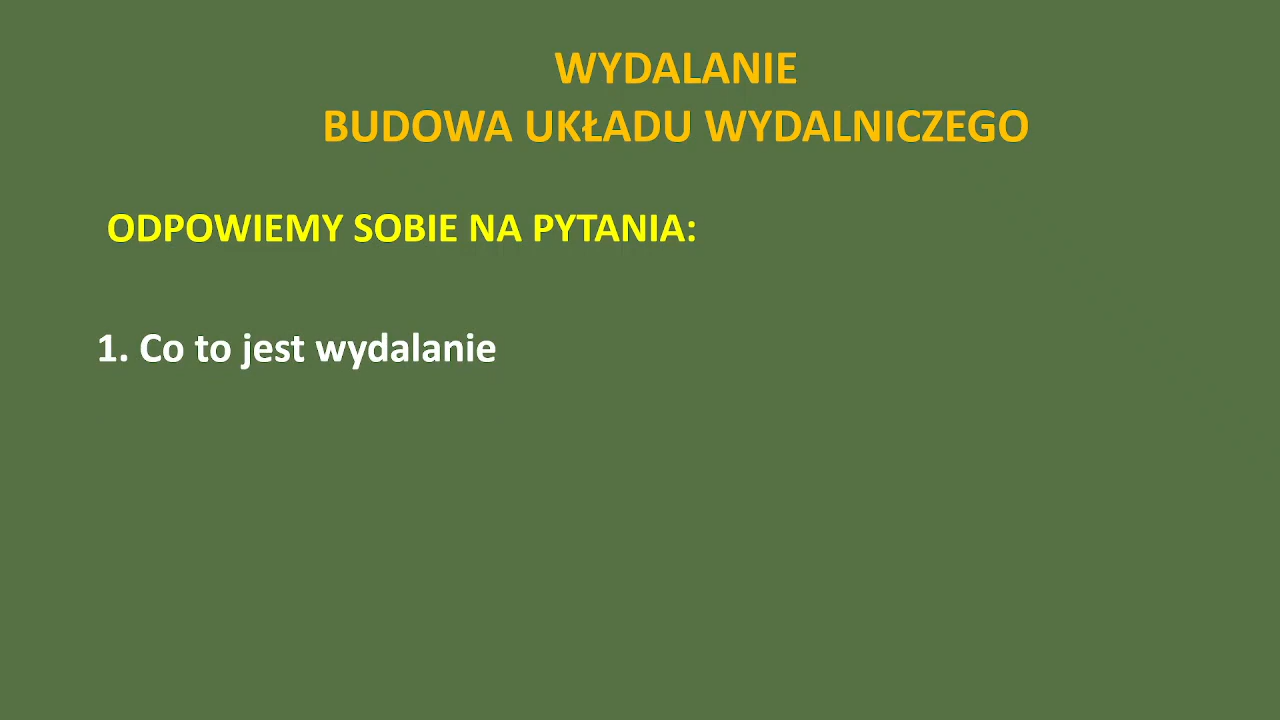 WYDALANIE
BUDOWA UKŁADU WYDALNICZEGO
ODPOWIEMY SOBIE NA PYTANIA:
1. Co to jest wydalanie